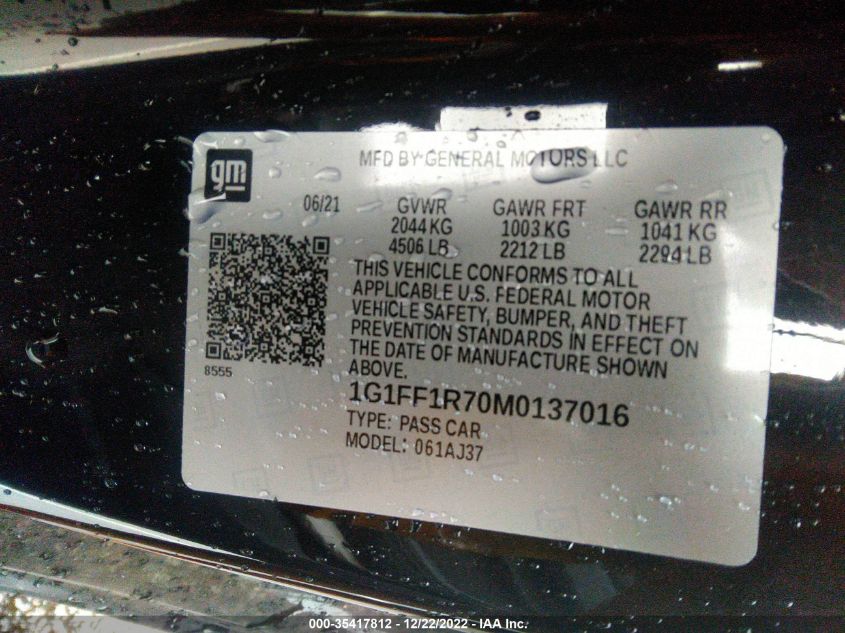 MFD BY GENERAL MOTORS LLC
gm
06/21 GVWR GAWR FRT GAWR RR
2044 KG 1003 KG 1041 KG
4506 LB 2212 LB 2294 LB
THIS VEHICLE CONFORMS TO ALL
APPLICABLE U.S. FEDERAL MOTOR
VEHICLE SAFETY, BUMPER, AND THEFT
PREVENTION STANDARDS IN EFFECT ON
THE DATE OF MANUFACTURE SHOWN
ABOVE.
8555
1G1FF1R70M0137016
TYPE: PASS CAR
MODEL: 061AJ37
000-35417812 - 12/22/2022 - IAA Inc.